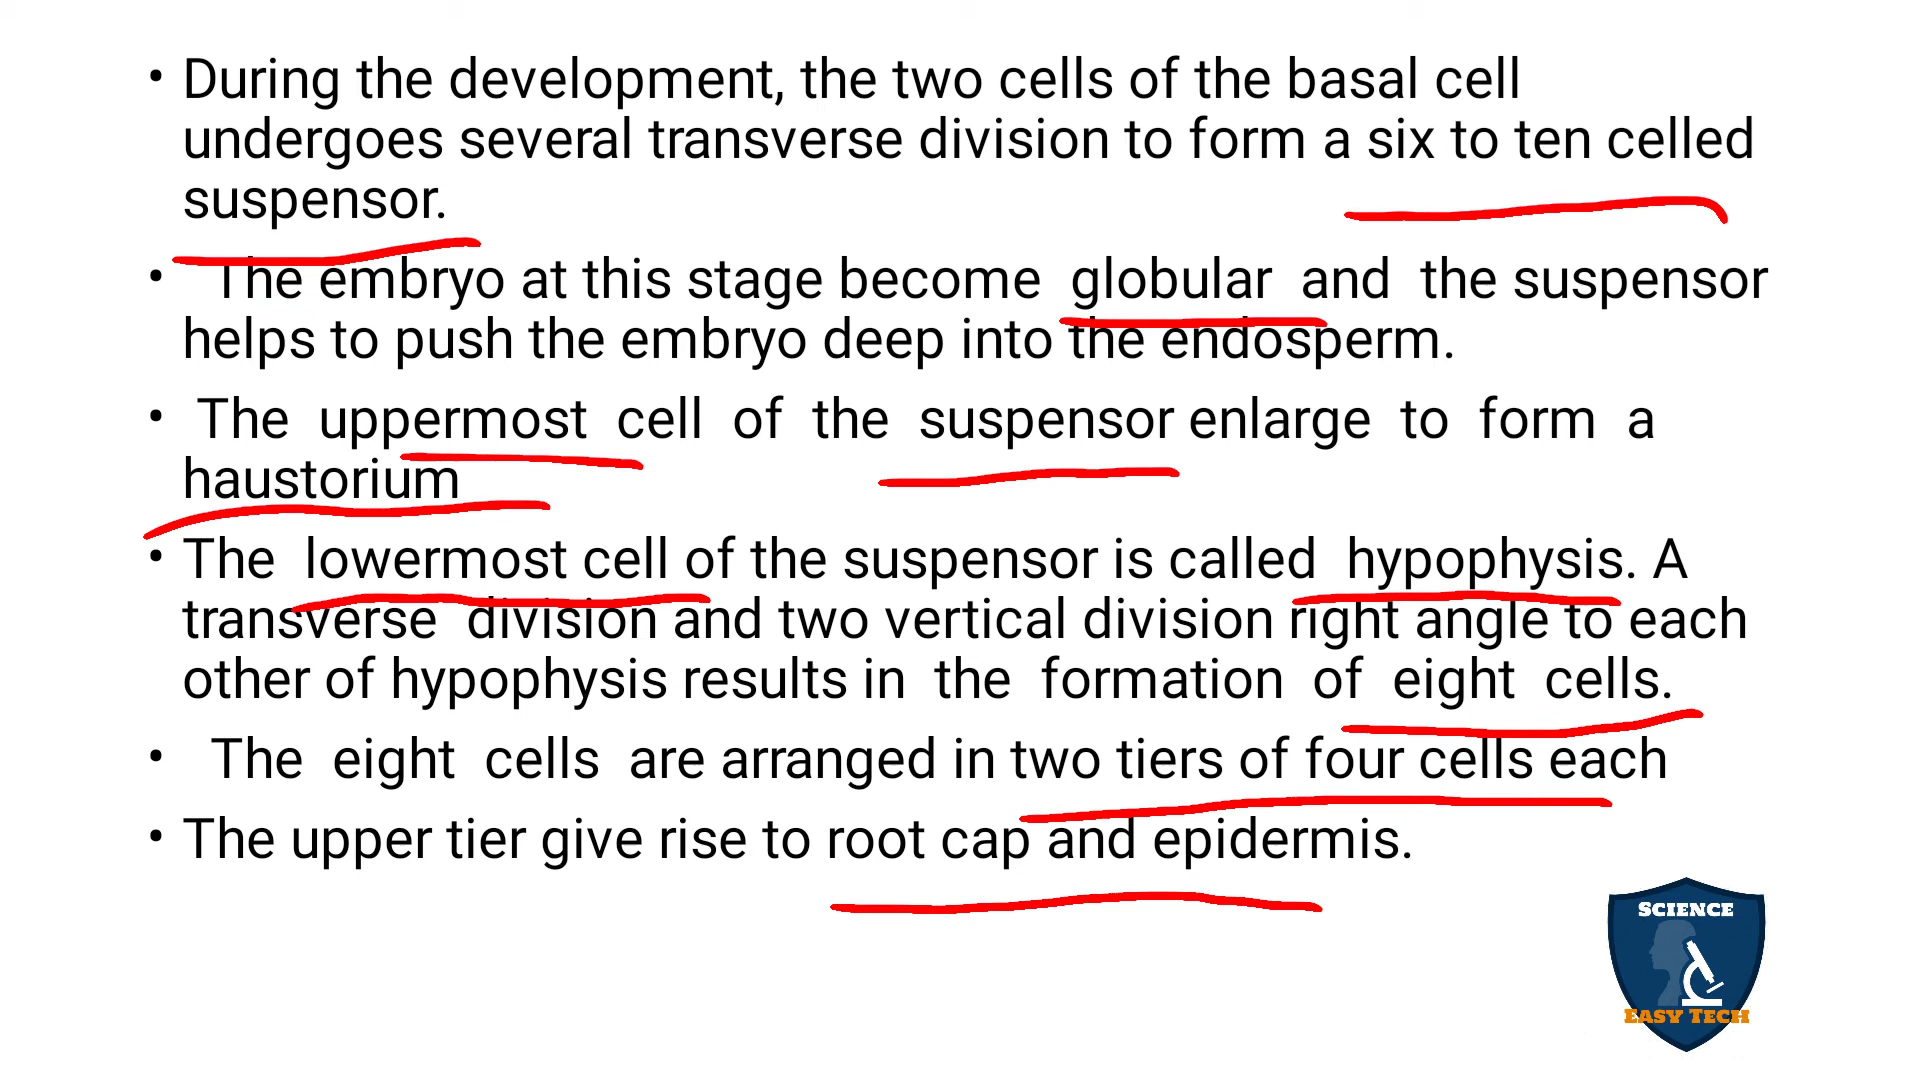 • During the development, the two cells of the basal cell
undergoes several transverse division to form a six to ten celled
suspensor.
• The embryo at this stage become globular and the suspensor
helps to push the embryo deep into the endosperm.
• The uppermost cell of the suspensor enlarge to form a
haustorium
• The lowermost cell of the suspensor is called hypophysis. A
transverse division and two vertical division right angle to each
other of hypophysis results in the formation of eight cells.
• The eight cells are arranged in two tiers of four cells each
• The upper tier give rise to root cap and epidermis.
SCIENCE
EASY TECH